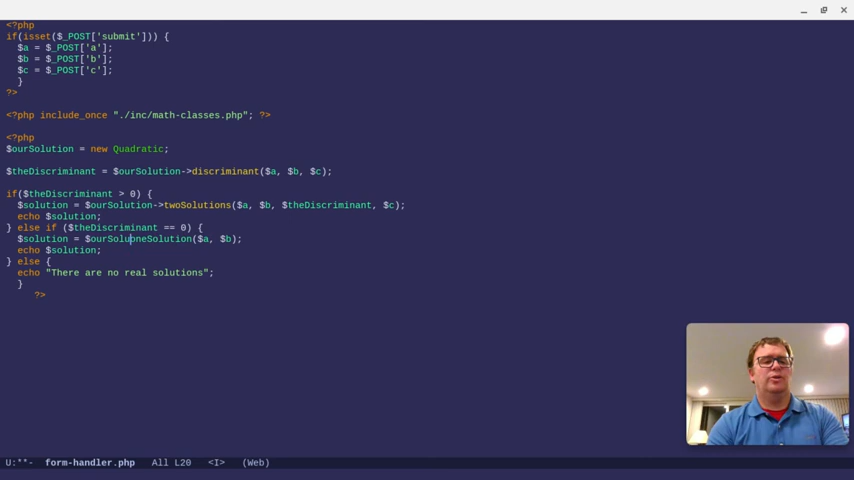 <?php
if(isset($_POST['submit'])) {
$a = $_POST['a'];
$b = $_POST['b'];
$c = $_POST['c'];
}
?>
<?php include_once "./inc/math-classes.php"; ?>
<?php
$ourSolution = new Quadratic;
$theDiscriminant = $ourSolution->discriminant($a, $b, $c);
if($theDiscriminant > 0) {
$solution = $ourSolution->twoSolutions($a, $b, $theDiscriminant, $c);
echo $solution;
} else if ($theDiscriminant == 0) {
$solution = $ourSoluoneSolution($a, $b);
echo $solution;
} else {
echo "There are no real solutions";
}
?>
U:**- form-handler.php All L20 <I> (Web)